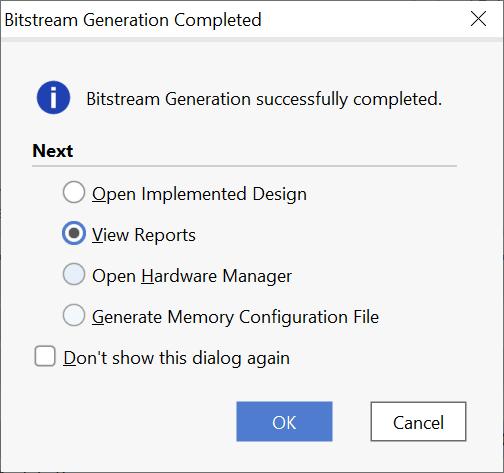 Bitstream Generation Completed
Bitstream Generation successfully completed.
Next
Open Implemented Design
View Reports
Open Hardware Manager
Generate Memory Configuration File
Don't show this dialog again
OK
Cancel